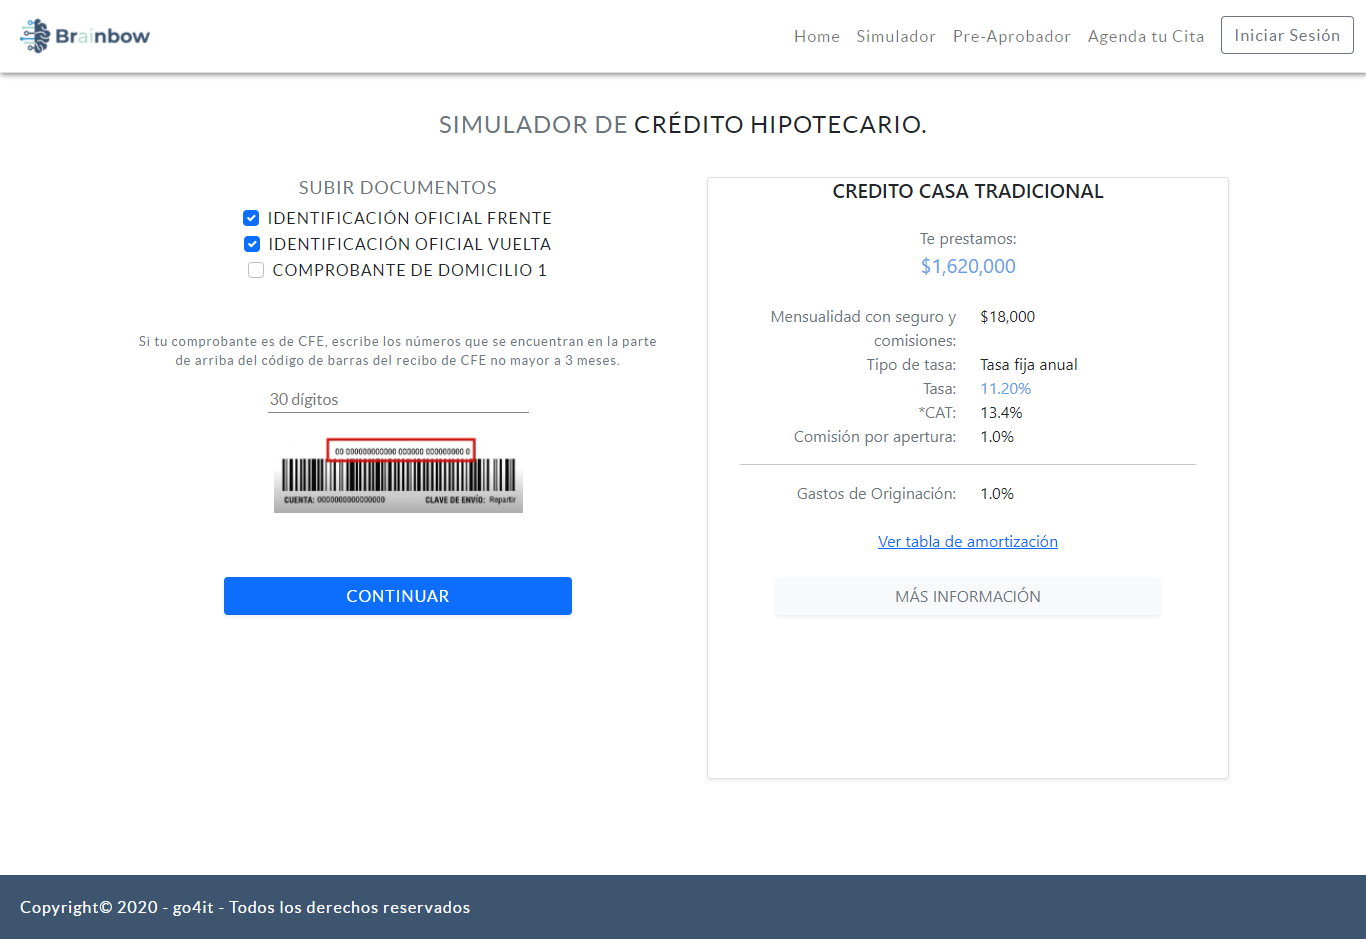 Brainbow
Home Simulador Pre-Aprobador Agenda tu Cita Iniciar Sesión
SIMULADOR DE CRÉDITO HIPOTECARIO.
SUBIR DOCUMENTOS
IDENTIFICACIÓN OFICIAL FRENTE
IDENTIFICACIÓN OFICIAL VUELTA
COMPROBANTE DE DOMICILIO 1
Si tu comprobante es de CFE, escribe los números que se encuentran en la parte
de arriba del código de barras del recibo de CFE no mayor a 3 meses.
30 dígitos
00 000000000000 000000 000000000 0
CUENTA: 0000000000000000 CLAVE DE ENVÍO: Repartir
CONTINUAR
CREDITO CASA TRADICIONAL
Te prestamos:
$1,620,000
Mensualidad con seguro y $18,000
comisiones:
Tipo de tasa: Tasa fija anual
Tasa: 11.20%
*CAT: 13.4%
Comisión por apertura: 1.0%
Gastos de Originación: 1.0%
Ver tabla de amortización
MÁS INFORMACIÓN
Copyright© 2020 - go4it - Todos los derechos reservados